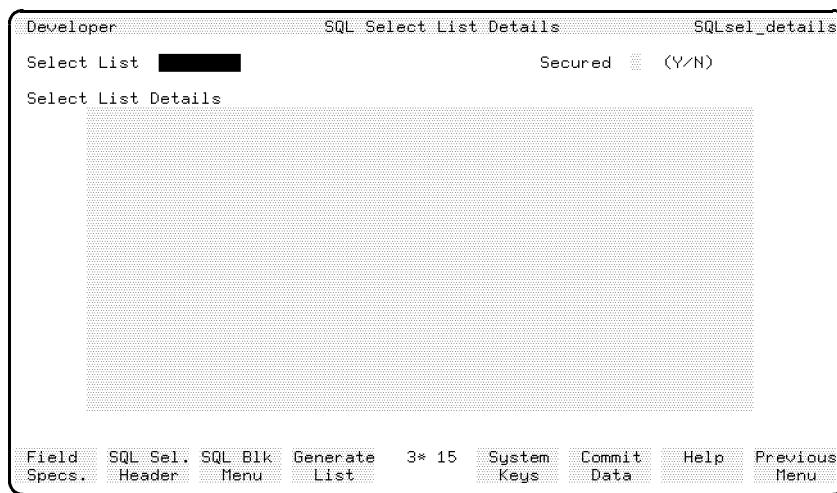 Developer SQL Select List Details SQLsel_details
Select List Secured (Y/N)
Select List Details
Field SQL Sel. SQL Blk Generate 3* 15 System Commit Help Previous
Specs. Header Menu List Keys Data Menu